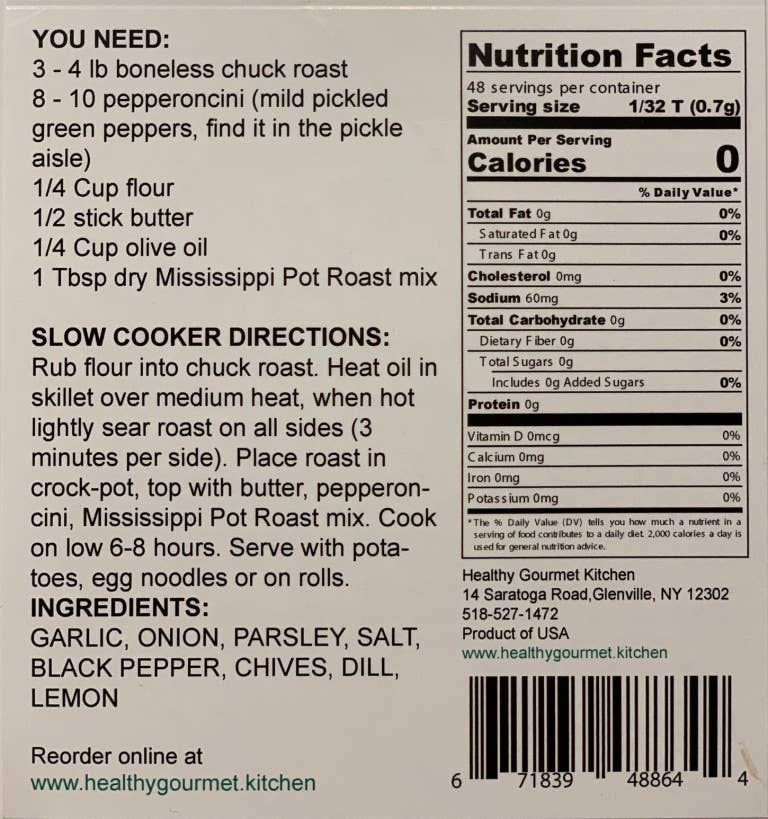 YOU NEED:
3 - 4 lb boneless chuck roast
8 - 10 pepperoncini (mild pickled
green peppers, find it in the pickle
aisle)
1/4 Cup flour
1/2 stick butter
1/4 Cup olive oil
1 Tbsp dry Mississippi Pot Roast mix
SLOW COOKER DIRECTIONS:
Rub flour into chuck roast. Heat oil in
skillet over medium heat, when hot
lightly sear roast on all sides (3
minutes per side). Place roast in
crock-pot, top with butter, pepperon-
cini, Mississippi Pot Roast mix. Cook
on low 6-8 hours. Serve with pota-
toes, egg noodles or on rolls.
INGREDIENTS:
GARLIC, ONION, PARSLEY, SALT,
BLACK PEPPER, CHIVES, DILL,
LEMON
Reorder online at
www.healthygourmet.kitchen
Nutrition Facts
48 servings per container
Serving size 1/32 T (0.7g)
Amount Per Serving
Calories 0
% Daily Value*
Total Fat 0g 0%
Saturated Fat 0g 0%
Trans Fat 0g
Cholesterol 0mg 0%
Sodium 60mg 3%
Total Carbohydrate 0g 0%
Dietary Fiber 0g 0%
Total Sugars 0g
Includes 0g Added Sugars 0%
Protein 0g
Vitamin D 0mcg 0%
Calcium 0mg 0%
Iron 0mg 0%
Potassium 0mg 0%
*The % Daily Value (DV) tells you how much a nutrient in a
serving of food contributes to a daily diet. 2,000 calories a day is
used for general nutrition advice.
Healthy Gourmet Kitchen
14 Saratoga Road,Glenville, NY 12302
518-527-1472
Product of USA
www.healthygourmet.kitchen
6 71839 48864 4